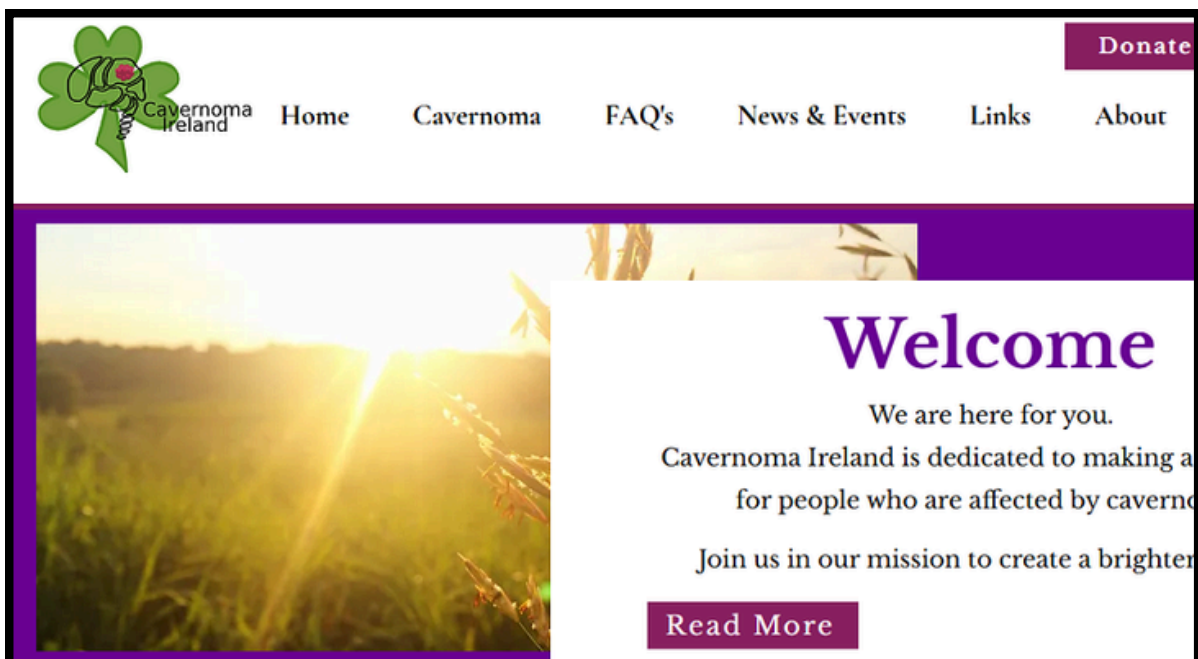 Donate
Cavernoma
Ireland
Home Cavernoma FAQ's News & Events Links About
Welcome
We are here for you.
Cavernoma Ireland is dedicated to making a
for people who are affected by
Join us in our mission to create a brighter
Read More